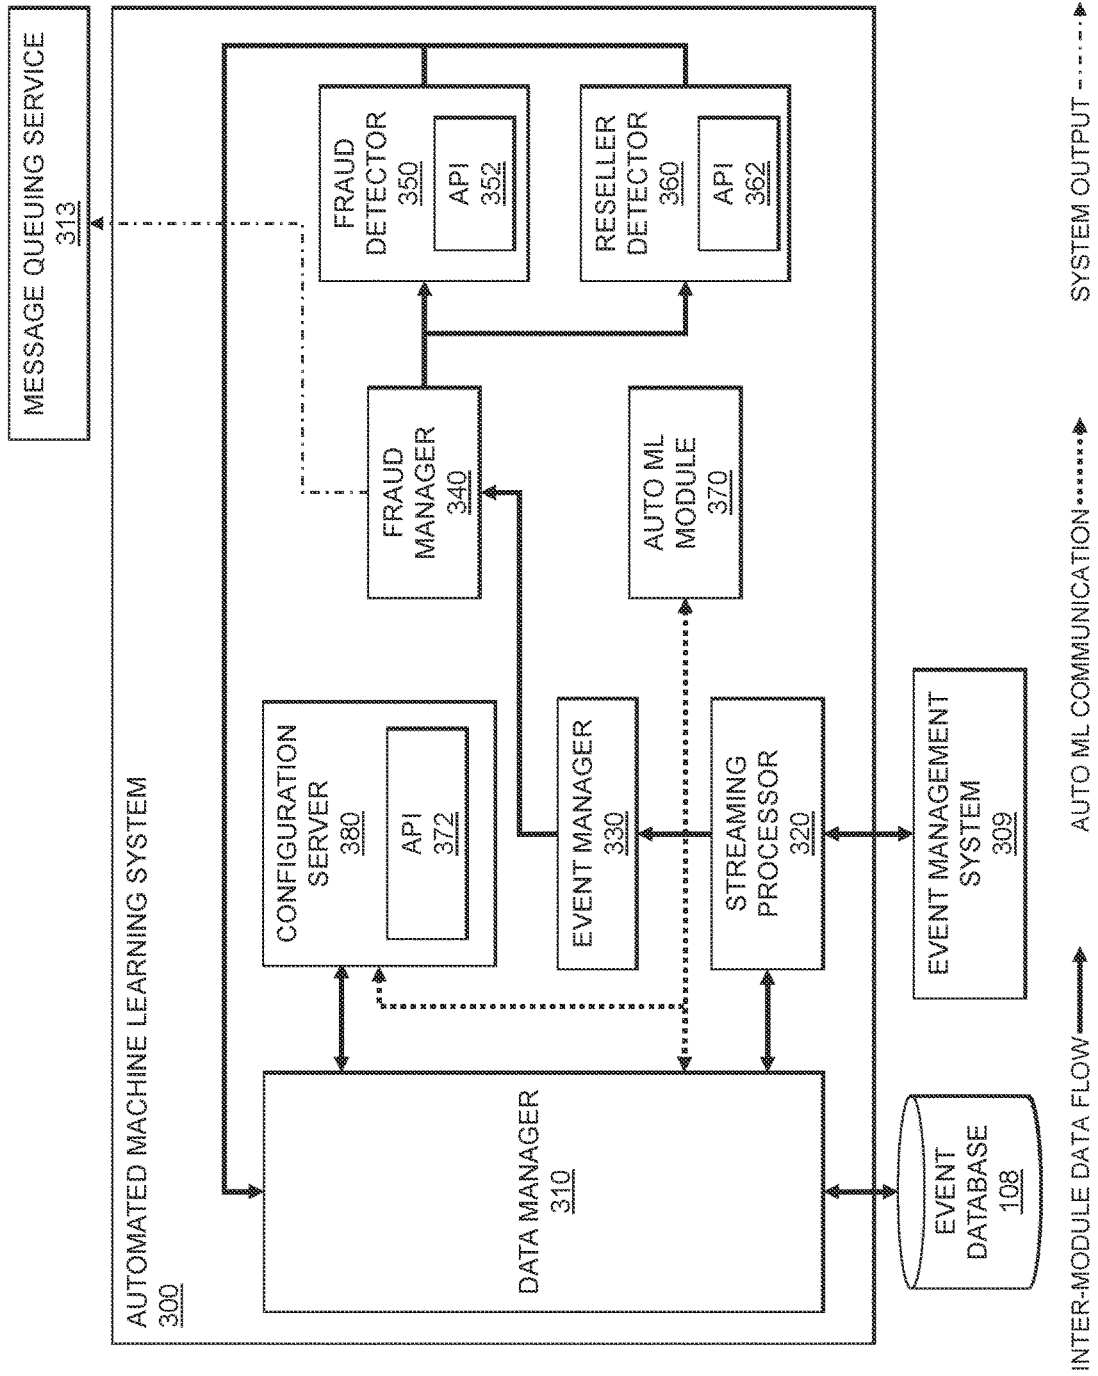 MESSAGE QUEUING SERVICE
313
AUTOMATED MACHINE LEARNING SYSTEM
300
DATA MANAGER
310
CONFIGURATION
SERVER
380
API
372
EVENT MANAGER
330
STREAMING
PROCESSOR
320
FRAUD
MANAGER
340
AUTO ML
MODULE
370
FRAUD
DETECTOR
350
API
352
RESELLER
DETECTOR
360
API
362
EVENT
DATABASE
108
EVENT MANAGEMENT
SYSTEM
309
INTER-MODULE DATA FLOW
AUTO ML COMMUNICATION
SYSTEM OUTPUT